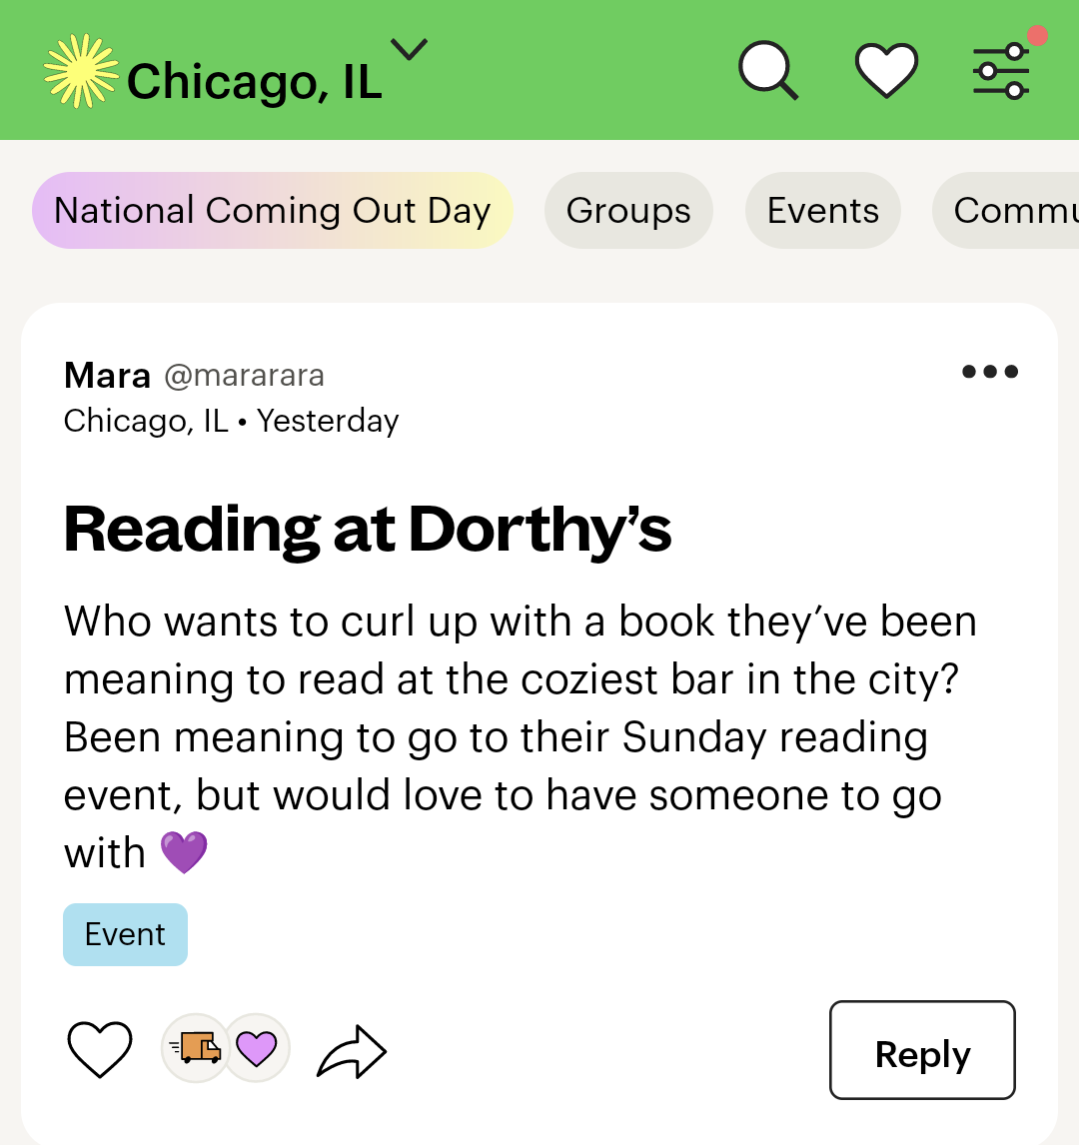 Chicago, IL
National Coming Out Day Groups Events Commu
Mara @mararara
Chicago, IL • Yesterday
Reading at Dorthy’s
Who wants to curl up with a book they’ve been
meaning to read at the coziest bar in the city?
Been meaning to go to their Sunday reading
event, but would love to have someone to go
with 💜
Event
Reply